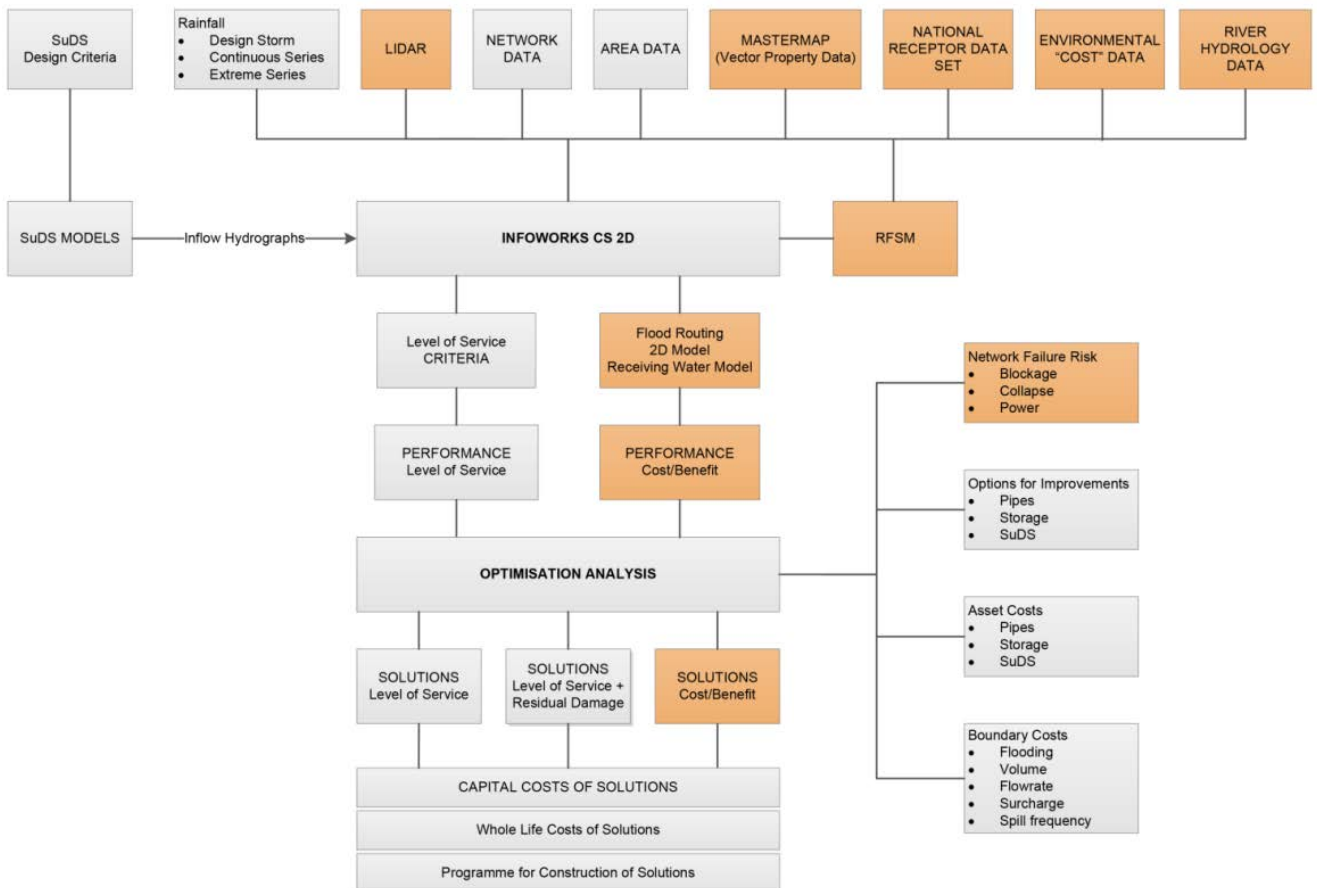 SuDS
Design Criteria
Rainfall
• Design Storm
• Continuous Series
• Extreme Series
LIDAR
NETWORK
DATA
AREA DATA
MASTERMAP
(Vector Property Data)
NATIONAL
RECEPTOR DATA
SET
ENVIRONMENTAL
“COST” DATA
RIVER
HYDROLOGY
DATA
SuDS MODELS
Inflow Hydrographs
INFOWORKS CS 2D
RFSM
Level of Service
CRITERIA
Flood Routing
2D Model
Receiving Water Model
PERFORMANCE
Level of Service
PERFORMANCE
Cost/Benefit
OPTIMISATION ANALYSIS
Network Failure Risk
• Blockage
• Collapse
• Power
Options for Improvements
• Pipes
• Storage
• SuDS
Asset Costs
• Pipes
• Storage
• SuDS
Boundary Costs
• Flooding
• Volume
• Flowrate
• Surcharge
• Spill frequency
SOLUTIONS
Level of Service
SOLUTIONS
Level of Service +
Residual Damage
SOLUTIONS
Cost/Benefit
CAPITAL COSTS OF SOLUTIONS
Whole Life Costs of Solutions
Programme for Construction of Solutions